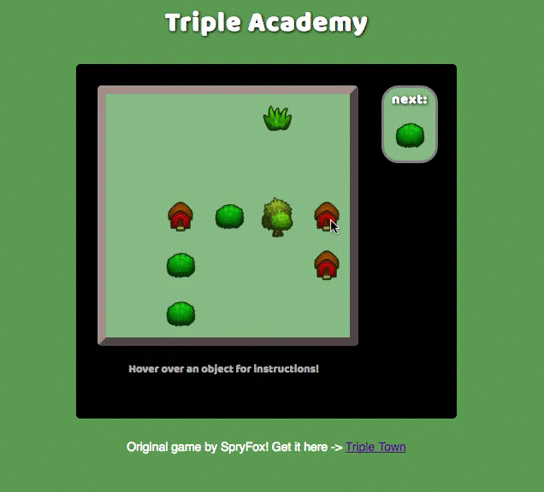 Triple Academy
next:
Hover over an object for instructions!
Original game by SpryFox! Get it here -> Triple Town